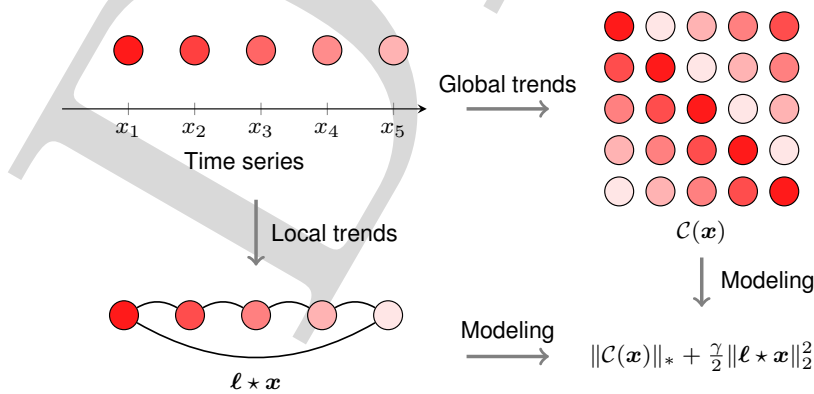 Global trends
x₁ x₂ x₃ x₄ x₅
Time series
C(x)
Local trends
Modeling
Modeling
‖C(x)‖∗ + γ/2‖ℓ ⋆ x‖₂²
ℓ ⋆ x